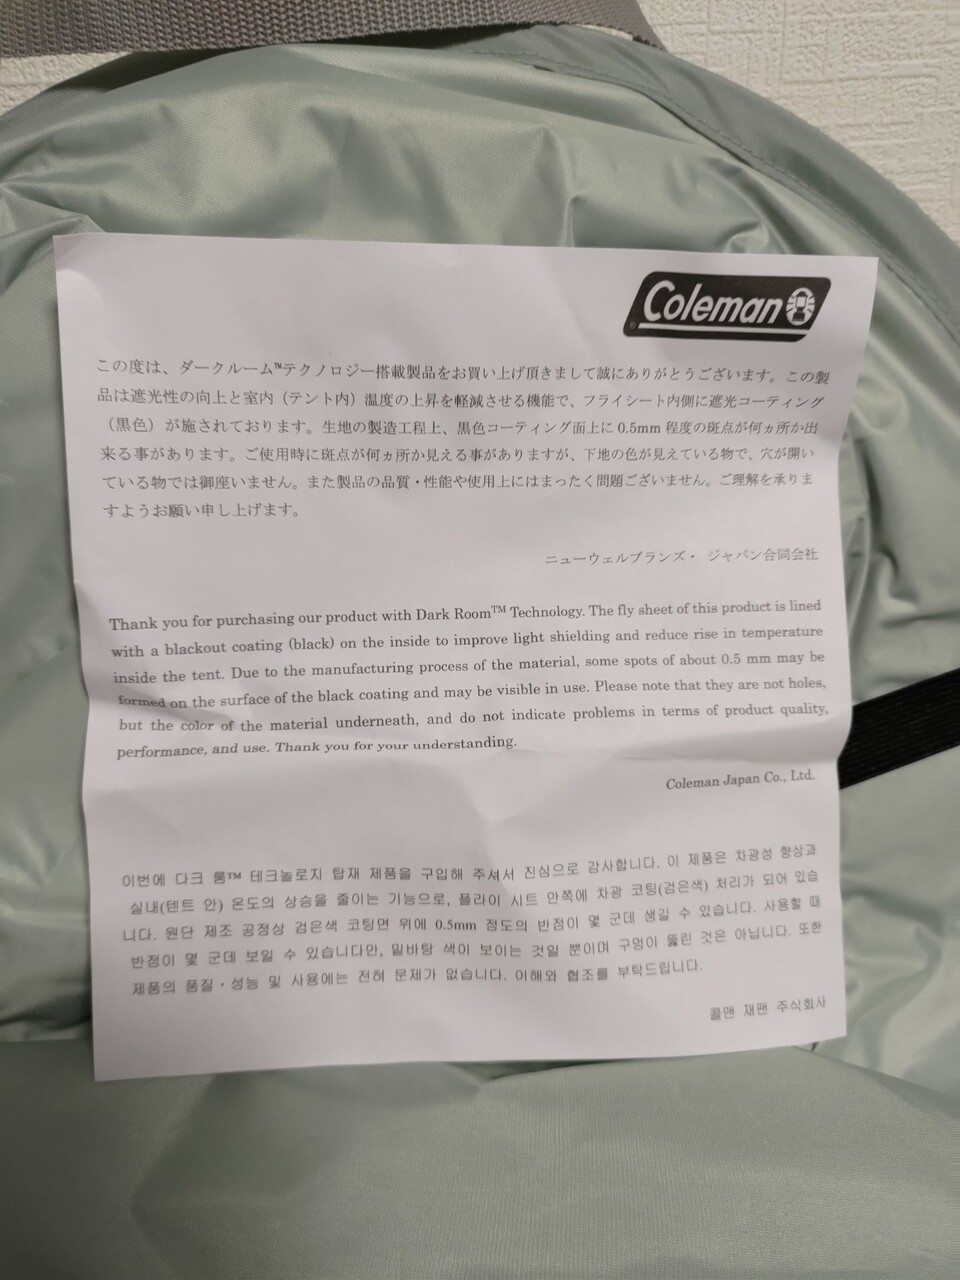 Coleman
この度は、ダークルーム™テクノロジー搭載製品をお買い上げ頂きまして誠にありがとうございます。この製
品は遮光性の向上と室内（テント内）温度の上昇を軽減させる機能で、フライシート内側に遮光コーティング
（黒色）が施されております。生地の製造工程上、黒色コーティング面上に 0.5mm 程度の斑点が何ヵ所か出
来る事があります。ご使用時に斑点が何ヵ所か見える事がありますが、下地の色が見えている物で、穴が開い
ている物では御座いません。また製品の品質・性能や使用上にはまったく問題ございません。ご理解を承りま
すようお願い申し上げます。
ニューウェルブランズ・ ジャパン合同会社
Thank you for purchasing our product with Dark Room™ Technology. The fly sheet of this product is lined
with a blackout coating (black) on the inside to improve light shielding and reduce rise in temperature
inside the tent. Due to the manufacturing process of the material, some spots of about 0.5 mm may be
formed on the surface of the black coating and may be visible in use. Please note that they are not holes,
but the color of the material underneath, and do not indicate problems in terms of product quality,
performance, and use. Thank you for your understanding.
Coleman Japan Co., Ltd.
이번에 다크 룸™ 테크놀로지 탑재 제품을 구입해 주셔서 진심으로 감사합니다. 이 제품은 차광성 향상과
실내(텐트 안) 온도의 상승을 줄이는 기능으로, 플라이 시트 안쪽에 차광 코팅(검은색) 처리가 되어 있습
니다. 원단 제조 공정상 검은색 코팅면 위에 0.5mm 정도의 반점이 몇 군데 생길 수 있습니다. 사용할 때
반점이 몇 군데 보일 수 있습니다만, 밑바탕 색이 보이는 것일 뿐이며 구멍이 뚫린 것은 아닙니다. 또한
제품의 품질・성능 및 사용에는 전혀 문제가 없습니다. 이해와 협조를 부탁드립니다.
콜맨 재팬 주식회사